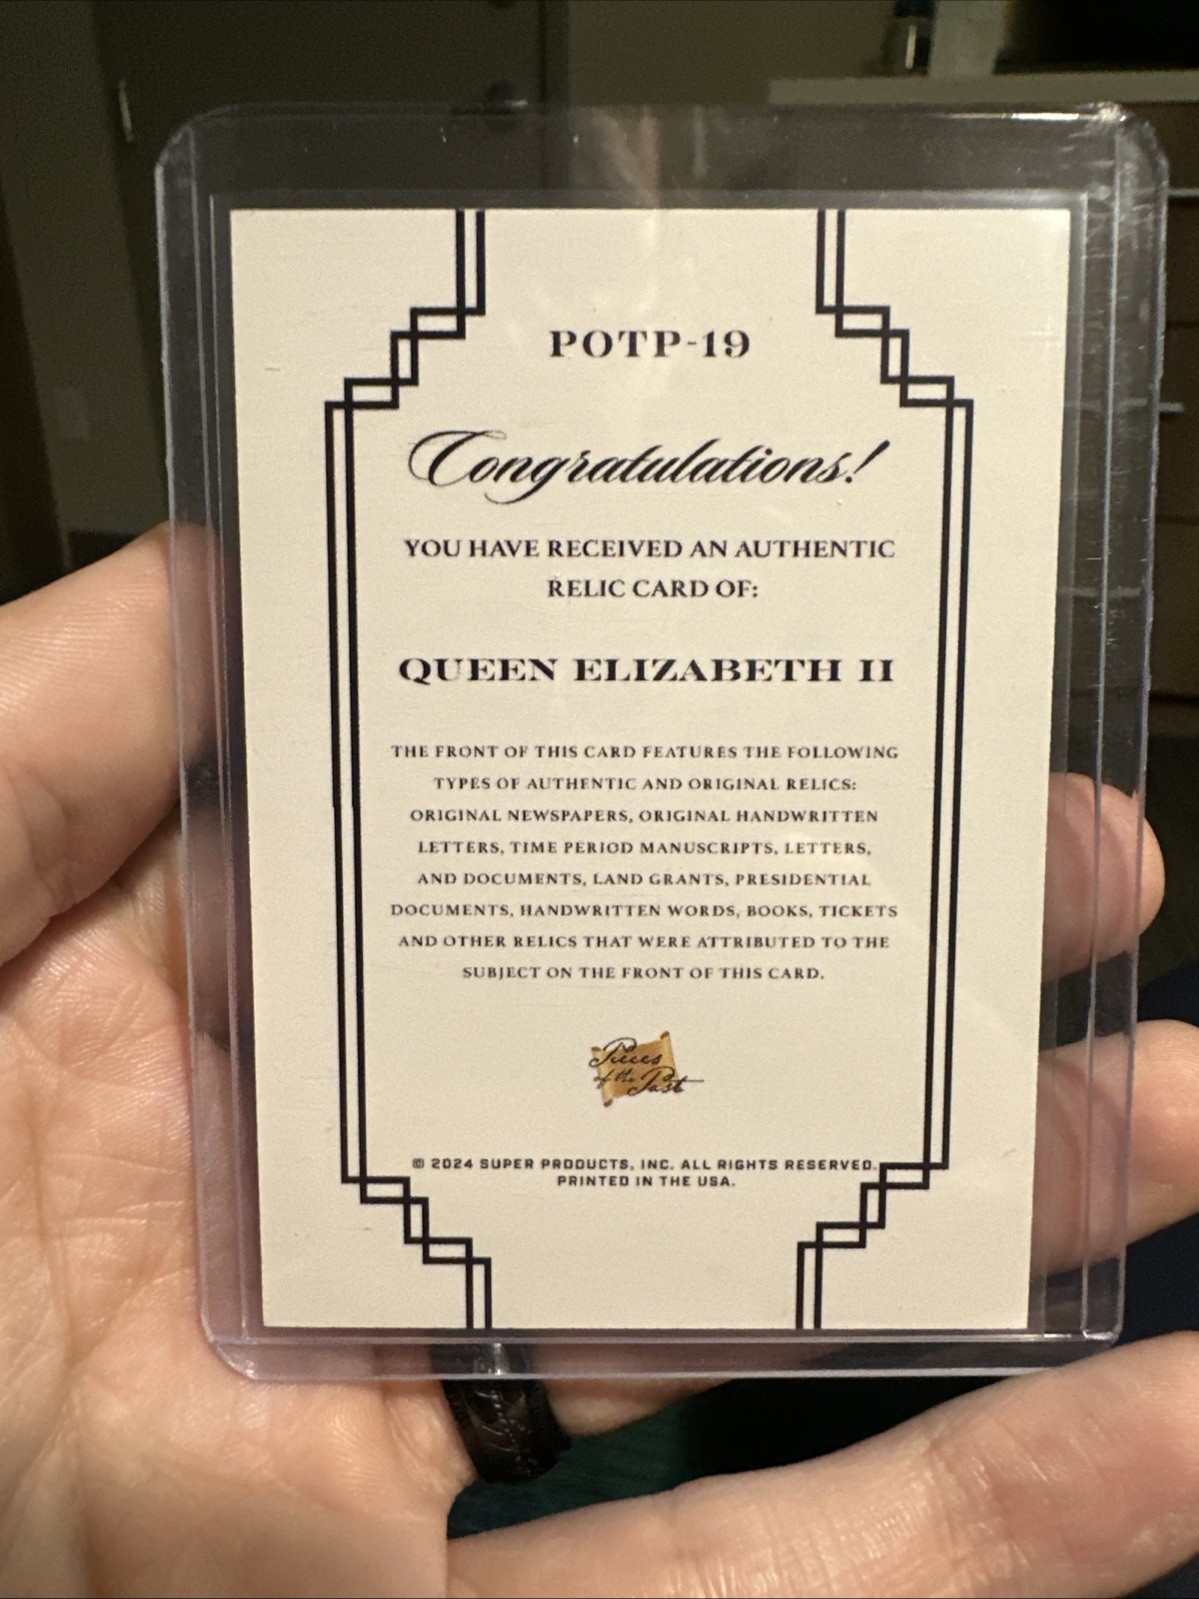 POTP-19
Congratulations!
YOU HAVE RECEIVED AN AUTHENTIC
RELIC CARD OF:
QUEEN ELIZABETH II
THE FRONT OF THIS CARD FEATURES THE FOLLOWING
TYPES OF AUTHENTIC AND ORIGINAL RELICS:
ORIGINAL NEWSPAPERS, ORIGINAL HANDWRITTEN
LETTERS, TIME PERIOD MANUSCRIPTS, LETTERS,
AND DOCUMENTS, LAND GRANTS, PRESIDENTIAL
DOCUMENTS, HANDWRITTEN WORDS, BOOKS, TICKETS
AND OTHER RELICS THAT WERE ATTRIBUTED TO THE
SUBJECT ON THE FRONT OF THIS CARD.
Pieces
of the Past
© 2024 SUPER PRODUCTS, INC. ALL RIGHTS RESERVED.
PRINTED IN THE USA.